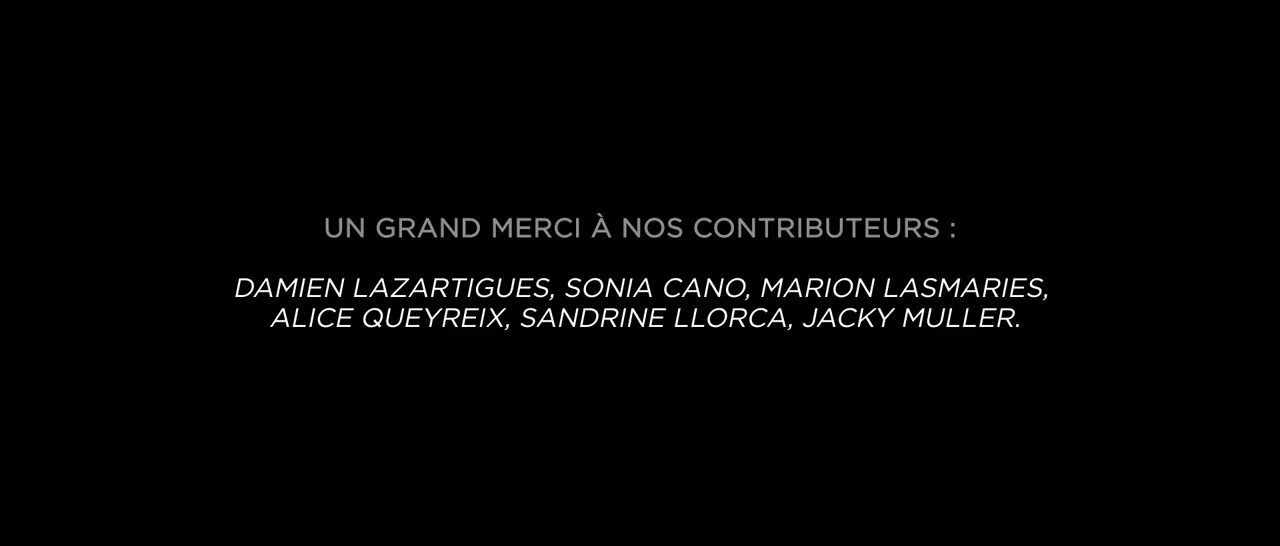 UN GRAND MERCI À NOS CONTRIBUTEURS :
DAMIEN LAZARTIGUES, SONIA CANO, MARION LASMARIES,
ALICE QUEYREIX, SANDRINE LLORCA, JACKY MULLER.